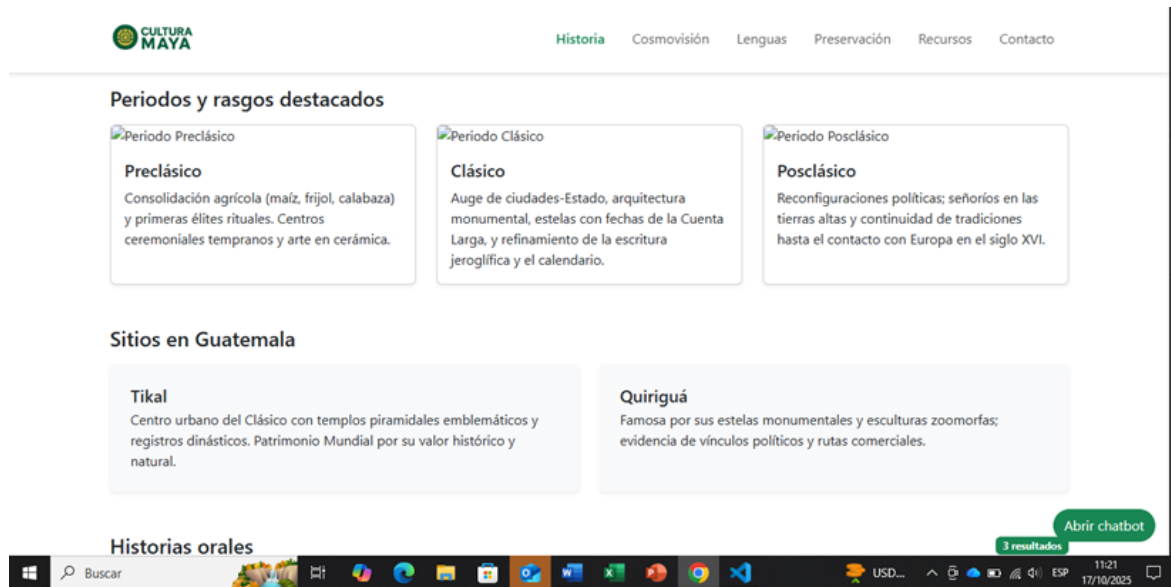 CULTURA
MAYA
Historia Cosmovisión Lenguas Preservación Recursos Contacto
Periodos y rasgos destacados
Periodo Preclásico
Preclásico
Consolidación agrícola (maíz, frijol, calabaza)
y primeras élites rituales. Centros
ceremoniales tempranos y arte en cerámica.
Periodo Clásico
Clásico
Auge de ciudades-Estado, arquitectura
monumental, estelas con fechas de la Cuenta
Larga, y refinamiento de la escritura
jeroglífica y el calendario.
Periodo Posclásico
Posclásico
Reconfiguraciones políticas; señoríos en las
tierras altas y continuidad de tradiciones
hasta el contacto con Europa en el siglo XVI.
Sitios en Guatemala
Tikal
Centro urbano del Clásico con templos piramidales emblemáticos y
registros dinásticos. Patrimonio Mundial por su valor histórico y
natural.
Quiriguá
Famosa por sus estelas monumentales y esculturas zoomorfas;
evidencia de vínculos políticos y rutas comerciales.
Historias orales
Abrir chatbot
3 resultados
Buscar
USD...
ESP
11:21
17/10/2025